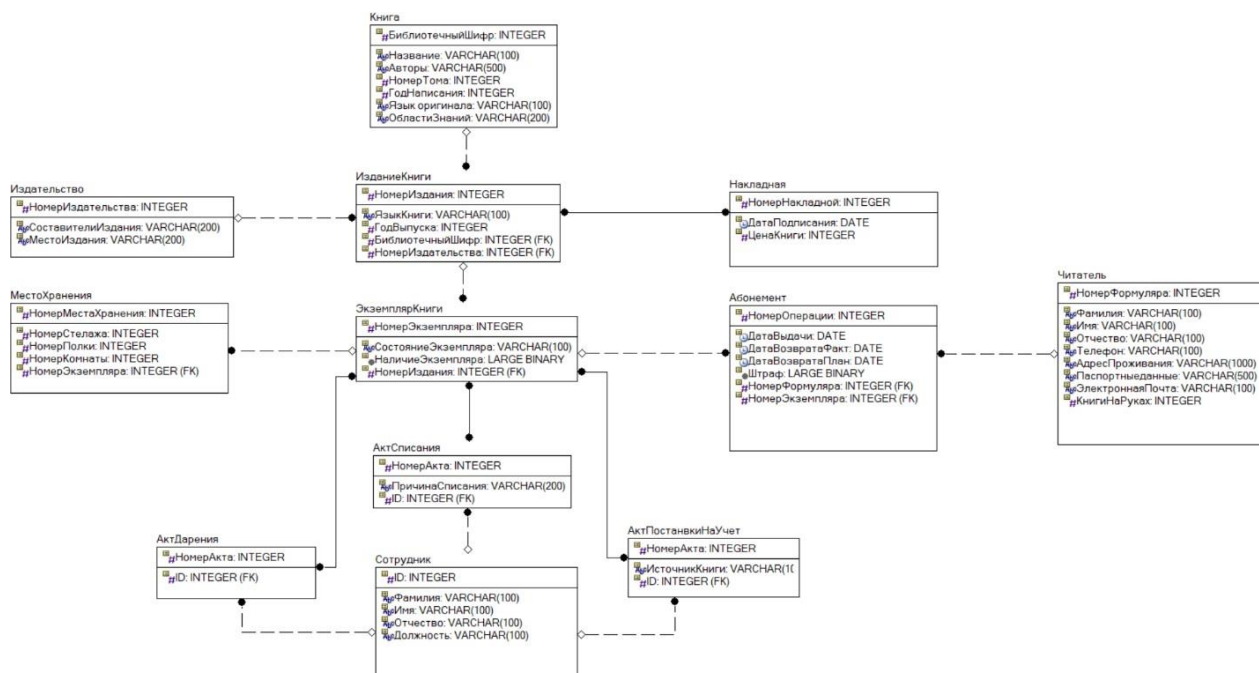 Книга
#БиблиотечныйШифр: INTEGER
Название: VARCHAR(100)
Авторы: VARCHAR(500)
#НомерТома: INTEGER
#ГодНаписания: INTEGER
Язык оригинала: VARCHAR(100)
ОбластиЗнаний: VARCHAR(200)
Издательство
#НомерИздательства: INTEGER
СоставителиИздания: VARCHAR(200)
МестоИздания: VARCHAR(200)
ИзданиеКниги
#НомерИздания: INTEGER
ЯзыкКниги: VARCHAR(100)
#ГодВыпуска: INTEGER
#БиблиотечныйШифр: INTEGER (FK)
#НомерИздательства: INTEGER (FK)
Накладная
#НомерНакладной: INTEGER
ДатаПодписания: DATE
#ЦенаКниги: INTEGER
МестоХранения
#НомерМестаХранения: INTEGER
#НомерСтелажа: INTEGER
#НомерПолки: INTEGER
#НомерКомнаты: INTEGER
#НомерЭкземпляра: INTEGER (FK)
ЭкземплярКниги
#НомерЭкземпляра: INTEGER
СостояниеЭкземпляра: VARCHAR(100)
НаличиеЭкземпляра: LARGE BINARY
#НомерИздания: INTEGER (FK)
Абонемент
#НомерОперации: INTEGER
ДатаВыдачи: DATE
ДатаВозвратаФакт: DATE
ДатаВозвратаПлан: DATE
Штраф: LARGE BINARY
#НомерФормуляра: INTEGER (FK)
#НомерЭкземпляра: INTEGER (FK)
Читатель
#НомерФормуляра: INTEGER
Фамилия: VARCHAR(100)
Имя: VARCHAR(100)
Отчество: VARCHAR(100)
Телефон: VARCHAR(100)
АдресПроживания: VARCHAR(1000)
Паспортныеданные: VARCHAR(500)
ЭлектроннаяПочта: VARCHAR(100)
#КнигиНаРуках: INTEGER
АктСписания
#НомерАкта: INTEGER
ПричинаСписания: VARCHAR(200)
#ID: INTEGER (FK)
АктДарения
#НомерАкта: INTEGER
#ID: INTEGER (FK)
Сотрудник
#ID: INTEGER
Фамилия: VARCHAR(100)
Имя: VARCHAR(100)
Отчество: VARCHAR(100)
Должность: VARCHAR(100)
АктПостанвкиНаУчет
#НомерАкта: INTEGER
ИсточникКниги: VARCHAR(10
#ID: INTEGER (FK)